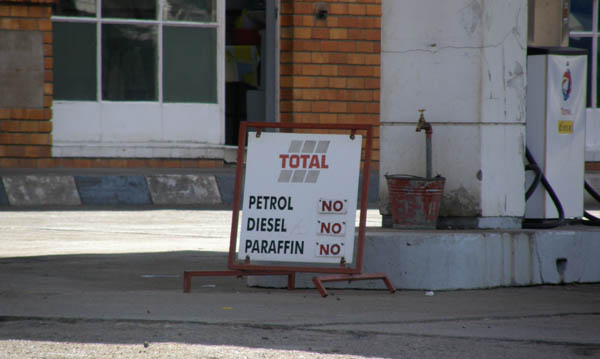 TOTAL
PETROL NO
DIESEL NO
PARAFFIN NO